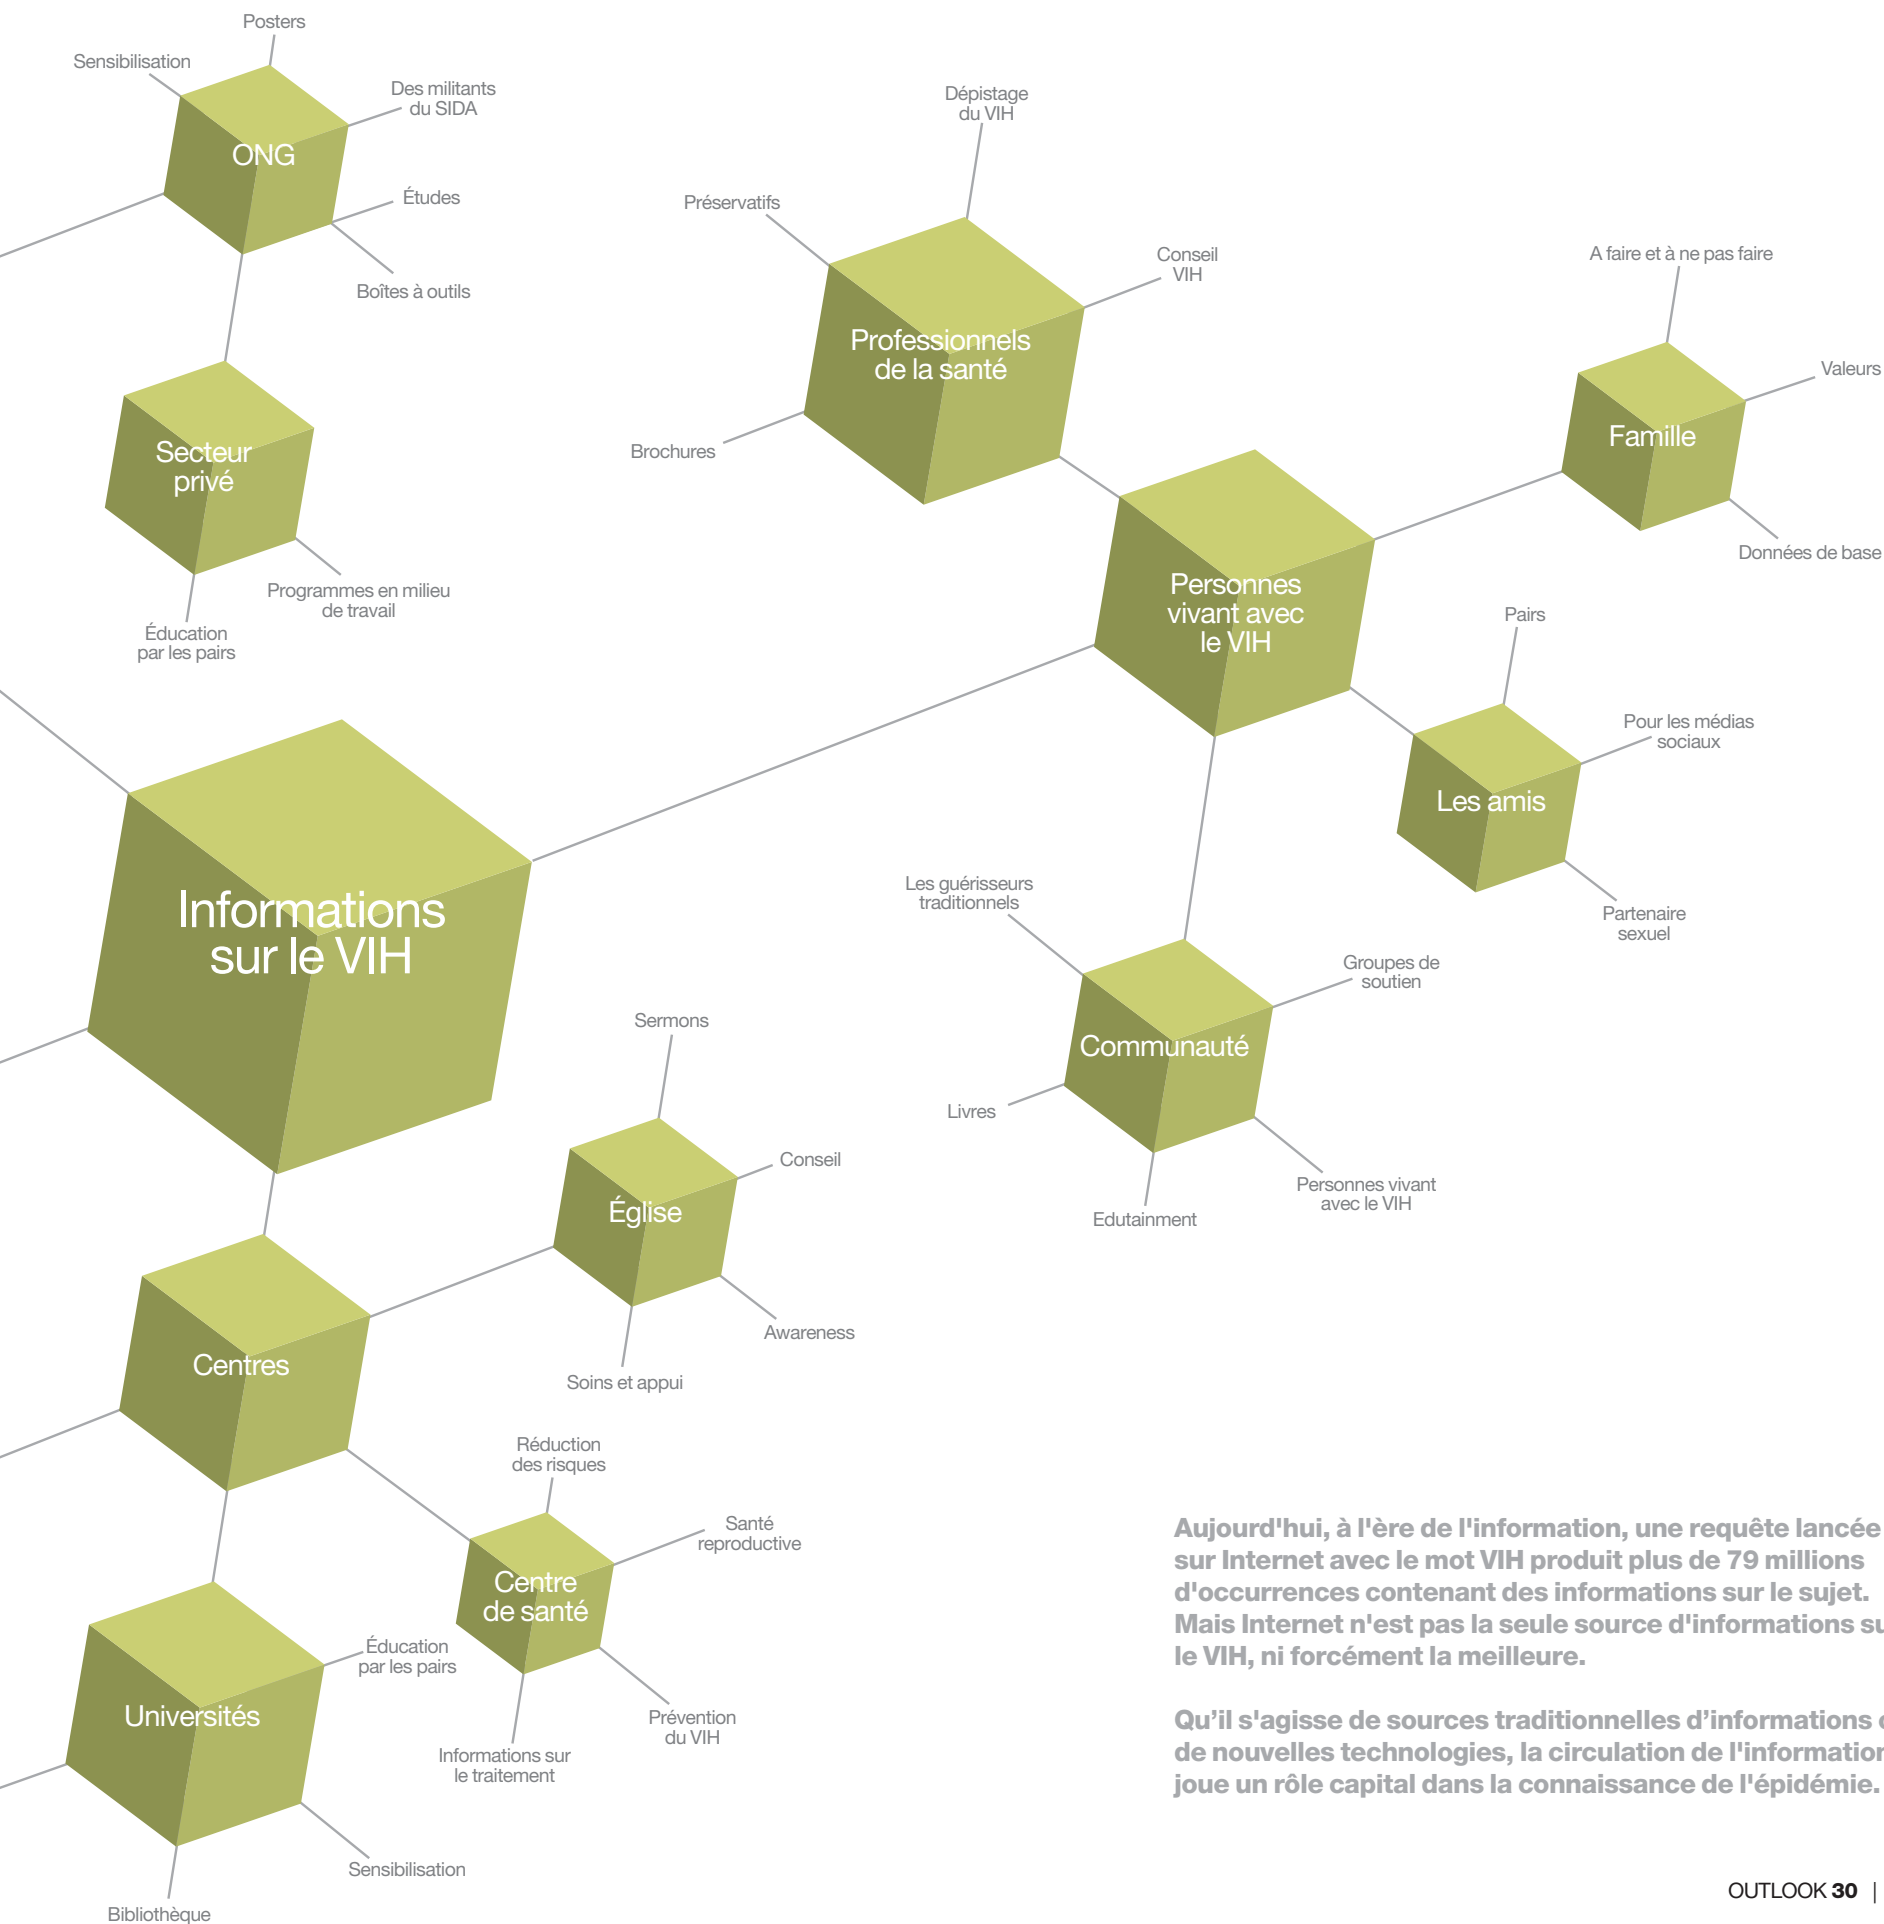 Posters
Sensibilisation
Des militants
du SIDA
ONG
Études
Boîtes à outils
Secteur
privé
Programmes en milieu
de travail
Éducation
par les pairs
Dépistage
du VIH
Préservatifs
Conseil
VIH
Professionnels
de la santé
Brochures
A faire et à ne pas faire
Valeurs
Famille
Données de base
Personnes
vivant avec
le VIH
Pairs
Pour les médias
sociaux
Les amis
Partenaire
sexuel
Informations
sur le VIH
Les guérisseurs
traditionnels
Groupes de
soutien
Communauté
Livres
Personnes vivant
avec le VIH
Edutainment
Sermons
Conseil
Église
Awareness
Soins et appui
Centres
Réduction
des risques
Santé
reproductive
Centre
de santé
Prévention
du VIH
Informations sur
le traitement
Éducation
par les pairs
Universités
Sensibilisation
Bibliothèque
Aujourd'hui, à l'ère de l'information, une requête lancée
sur Internet avec le mot VIH produit plus de 79 millions
d'occurrences contenant des informations sur le sujet.
Mais Internet n'est pas la seule source d'informations
le VIH, ni forcément la meilleure.
Qu’il s'agisse de sources traditionnelles d’informations
de nouvelles technologies, la circulation de l'information
joue un rôle capital dans la connaissance de l'épidémie.
OUTLOOK 30 |